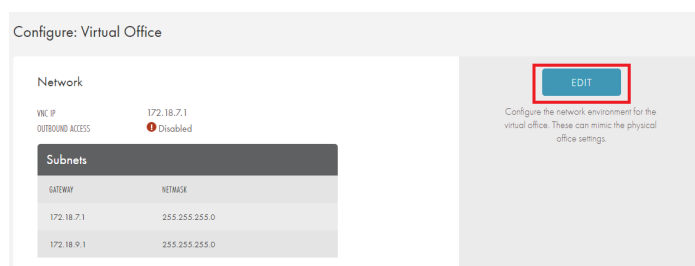 Configure: Virtual Office
Network
VNC IP 172.18.7.1
OUTBOUND ACCESS Disabled
Subnets
GATEWAY NETMASK
172.18.7.1 255.255.255.0
172.18.9.1 255.255.255.0
EDIT
Configure the network environment for the
virtual office. These can mimic the physical
office settings.